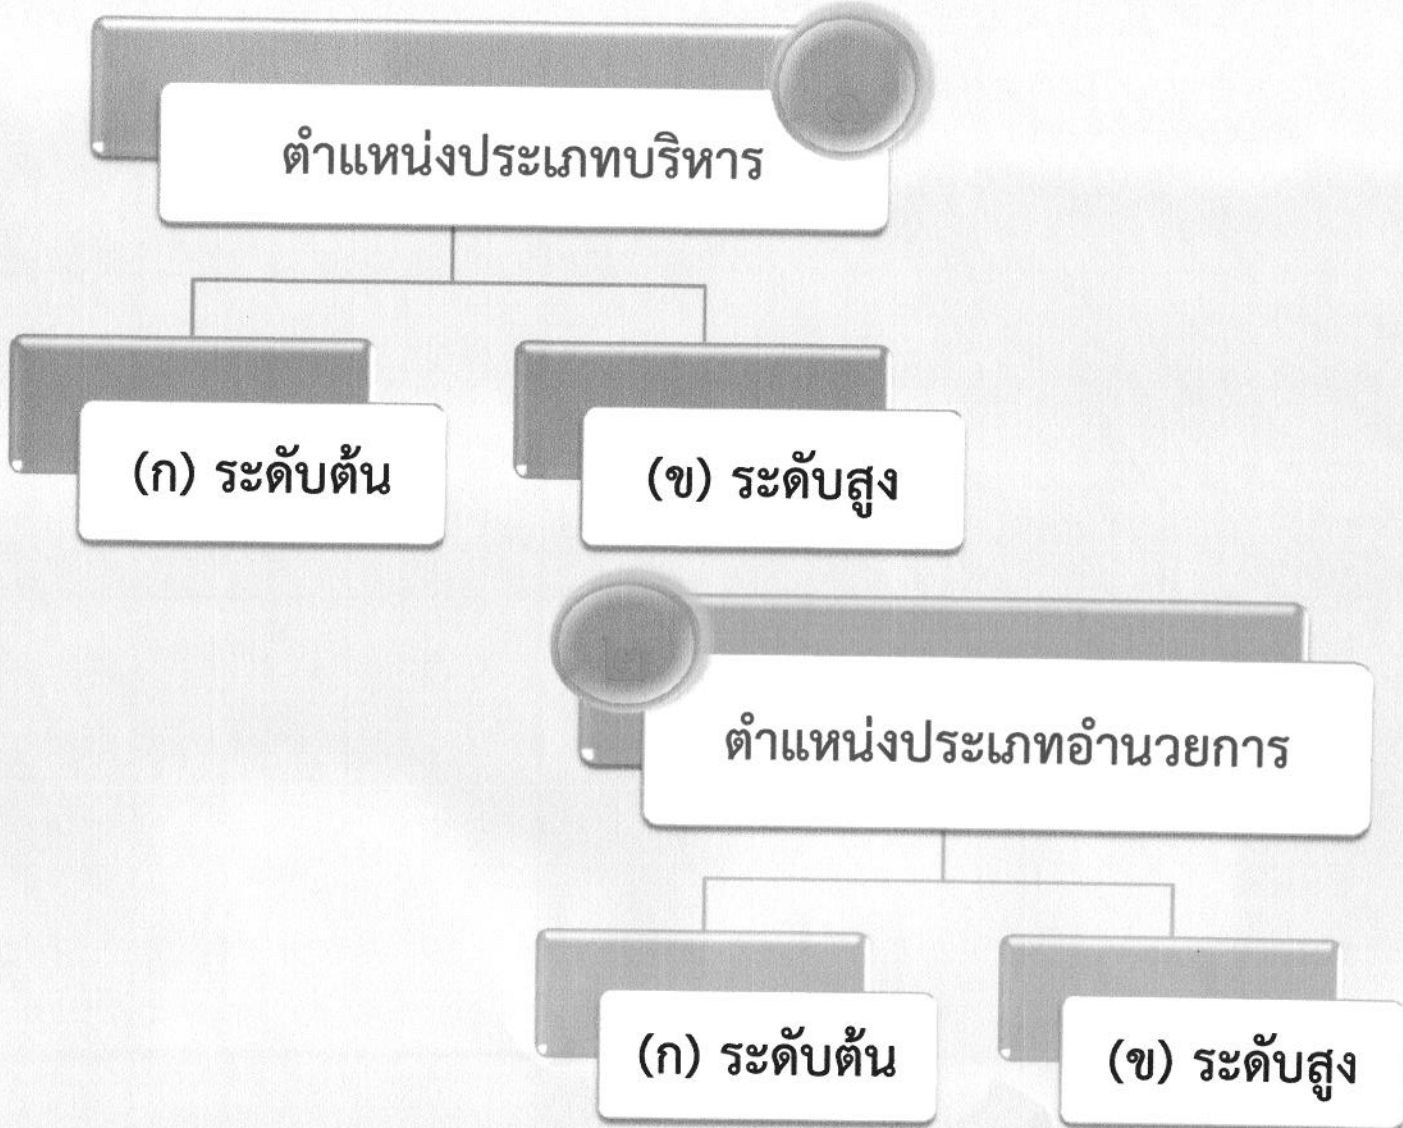 ๑
ตำแหน่งประเภทบริหาร
(ก) ระดับต้น
(ข) ระดับสูง
๒
ตำแหน่งประเภทอำนวยการ
(ก) ระดับต้น
(ข) ระดับสูง